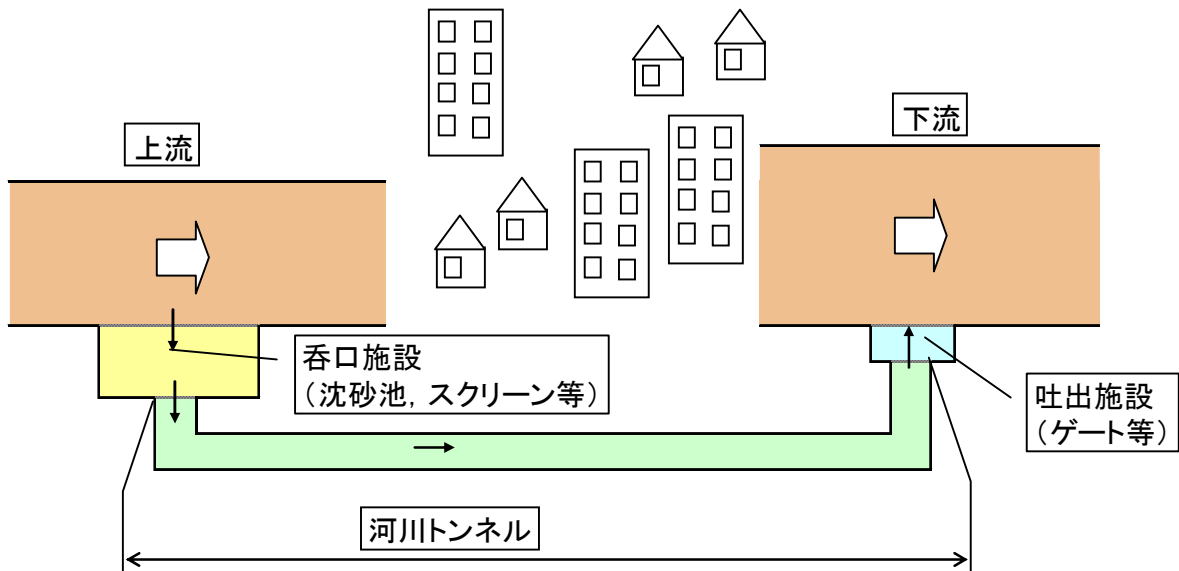 上流
下流
呑口施設
(沈砂池，スクリーン等)
吐出施設
(ゲート等)
河川トンネル